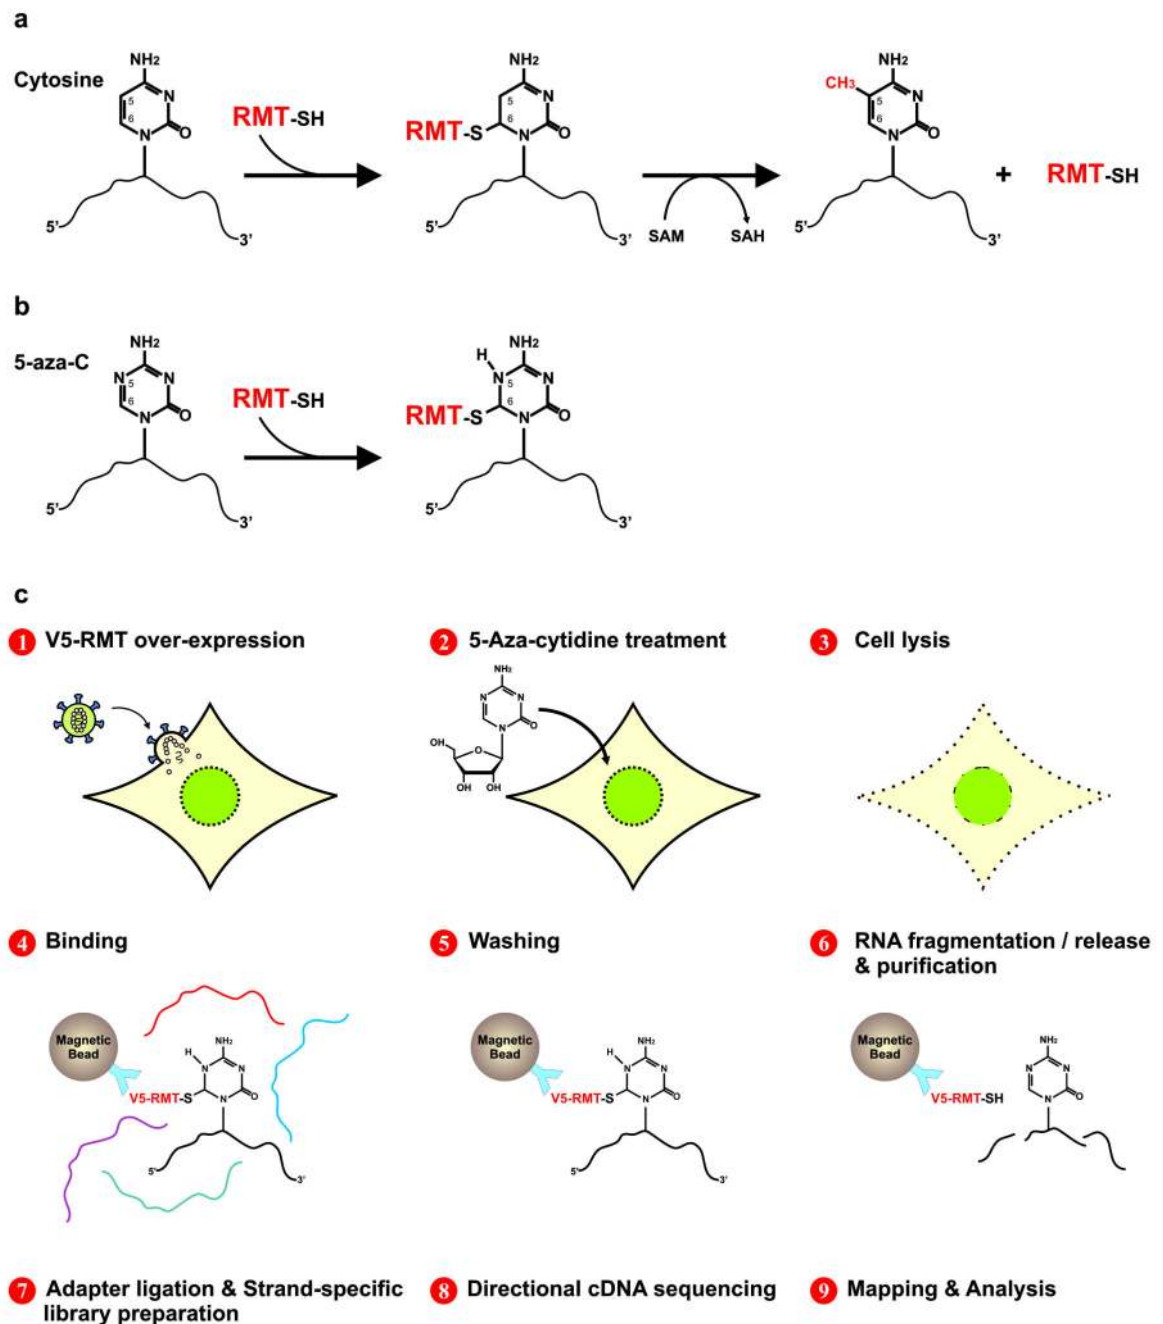 a
Cytosine
NH2
5
6
N
N
O
5'
3'
RMT-SH
NH2
5
6
N
N
O
RMT-S
5'
3'
SAM
SAH
CH3
NH2
5
6
N
N
O
5'
3'
+
RMT-SH
b
5-aza-C
NH2
N
5
6
N
N
O
5'
3'
RMT-SH
NH2
H
N
5
6
N
N
O
RMT-S
5'
3'
c
1 V5-RMT over-expression
2 5-Aza-cytidine treatment
NH2
N
N
N
O
OH
O
OH
OH
3 Cell lysis
4 Binding
Magnetic
Bead
V5-RMT-S
H
NH2
N
N
N
O
5'
3'
5 Washing
Magnetic
Bead
V5-RMT-S
H
NH2
N
N
N
O
5'
3'
6 RNA fragmentation / release
& purification
Magnetic
Bead
V5-RMT-SH
NH2
N
N
N
O
7 Adapter ligation & Strand-specific
library preparation
8 Directional cDNA sequencing
9 Mapping & Analysis